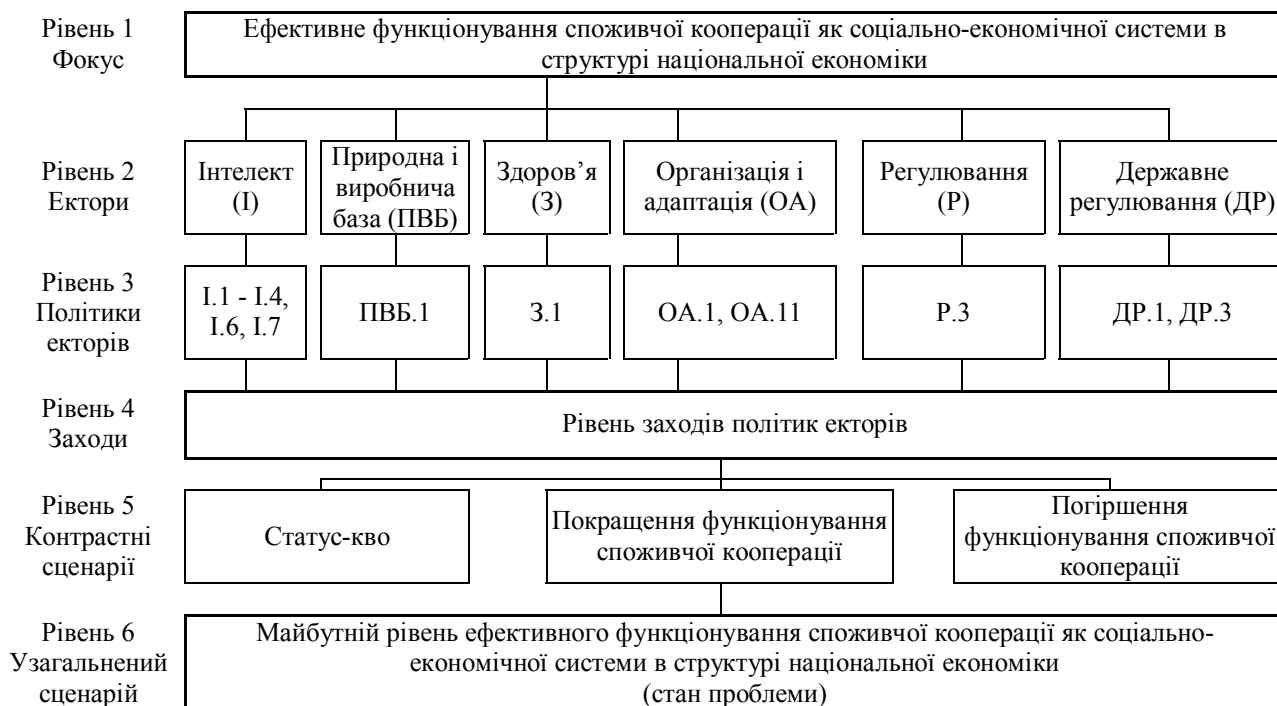 Рівень 1
Фокус
Ефективне функціонування споживчої кооперації як соціально-економічної системи в
структурі національної економіки
Рівень 2
Ектори
Інтелект
(І)
Природна і
виробнича
база (ПВБ)
Здоров’я
(З)
Організація і
адаптація (ОА)
Регулювання
(Р)
Державне
регулювання (ДР)
Рівень 3
Політики
екторів
І.1 - І.4,
І.6, І.7
ПВБ.1
З.1
ОА.1, ОА.11
Р.3
ДР.1, ДР.3
Рівень 4
Заходи
Рівень заходів політик екторів
Рівень 5
Контрастні
сценарії
Статус-кво
Покращення функціонування
споживчої кооперації
Погіршення
функціонування споживчої
кооперації
Рівень 6
Узагальнений
сценарій
Майбутній рівень ефективного функціонування споживчої кооперації як соціально-
економічної системи в структурі національної економіки
(стан проблеми)